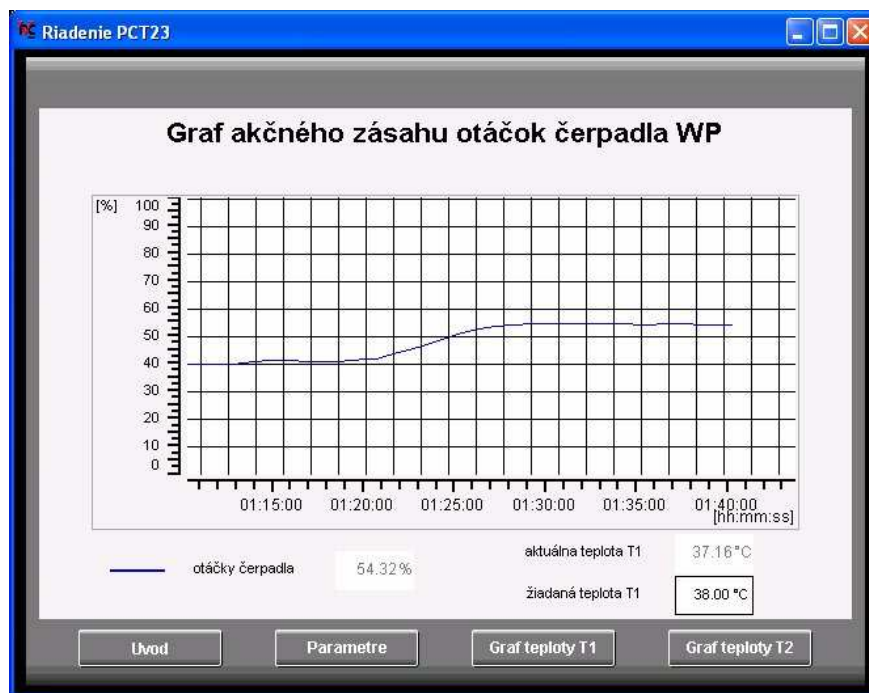 Riadenie PCT23
Graf akčného zásahu otáčok čerpadla WP
[%]
100
90
80
70
60
50
40
30
20
10
0
01:15:00 01:20:00 01:25:00 01:30:00 01:35:00 01:40:00
[hh:mm:ss]
otáčky čerpadla 54.32%
aktuálna teplota T1 37.16°C
žiadaná teplota T1 38.00 °C
Uvod Parametre Graf teploty T1 Graf teploty T2